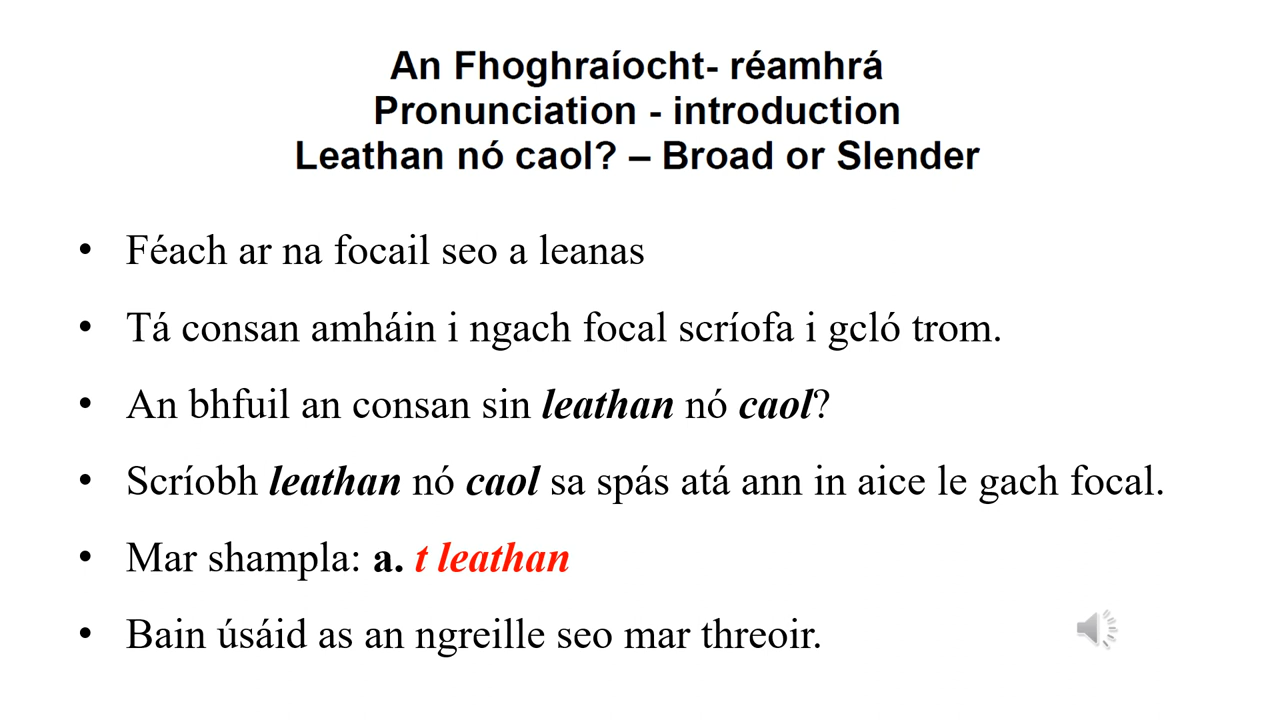 An Fhoghraíocht- réamhrá
Pronunciation - introduction
Leathan nó caol? – Broad or Slender
• Féach ar na focail seo a leanas
• Tá consan amháin i ngach focal scríofa i gcló trom.
• An bhfuil an consan sin leathan nó caol?
• Scríobh leathan nó caol sa spás atá ann in aice le gach focal.
• Mar shampla: a. t leathan
• Bain úsáid as an ngreille seo mar threoir.